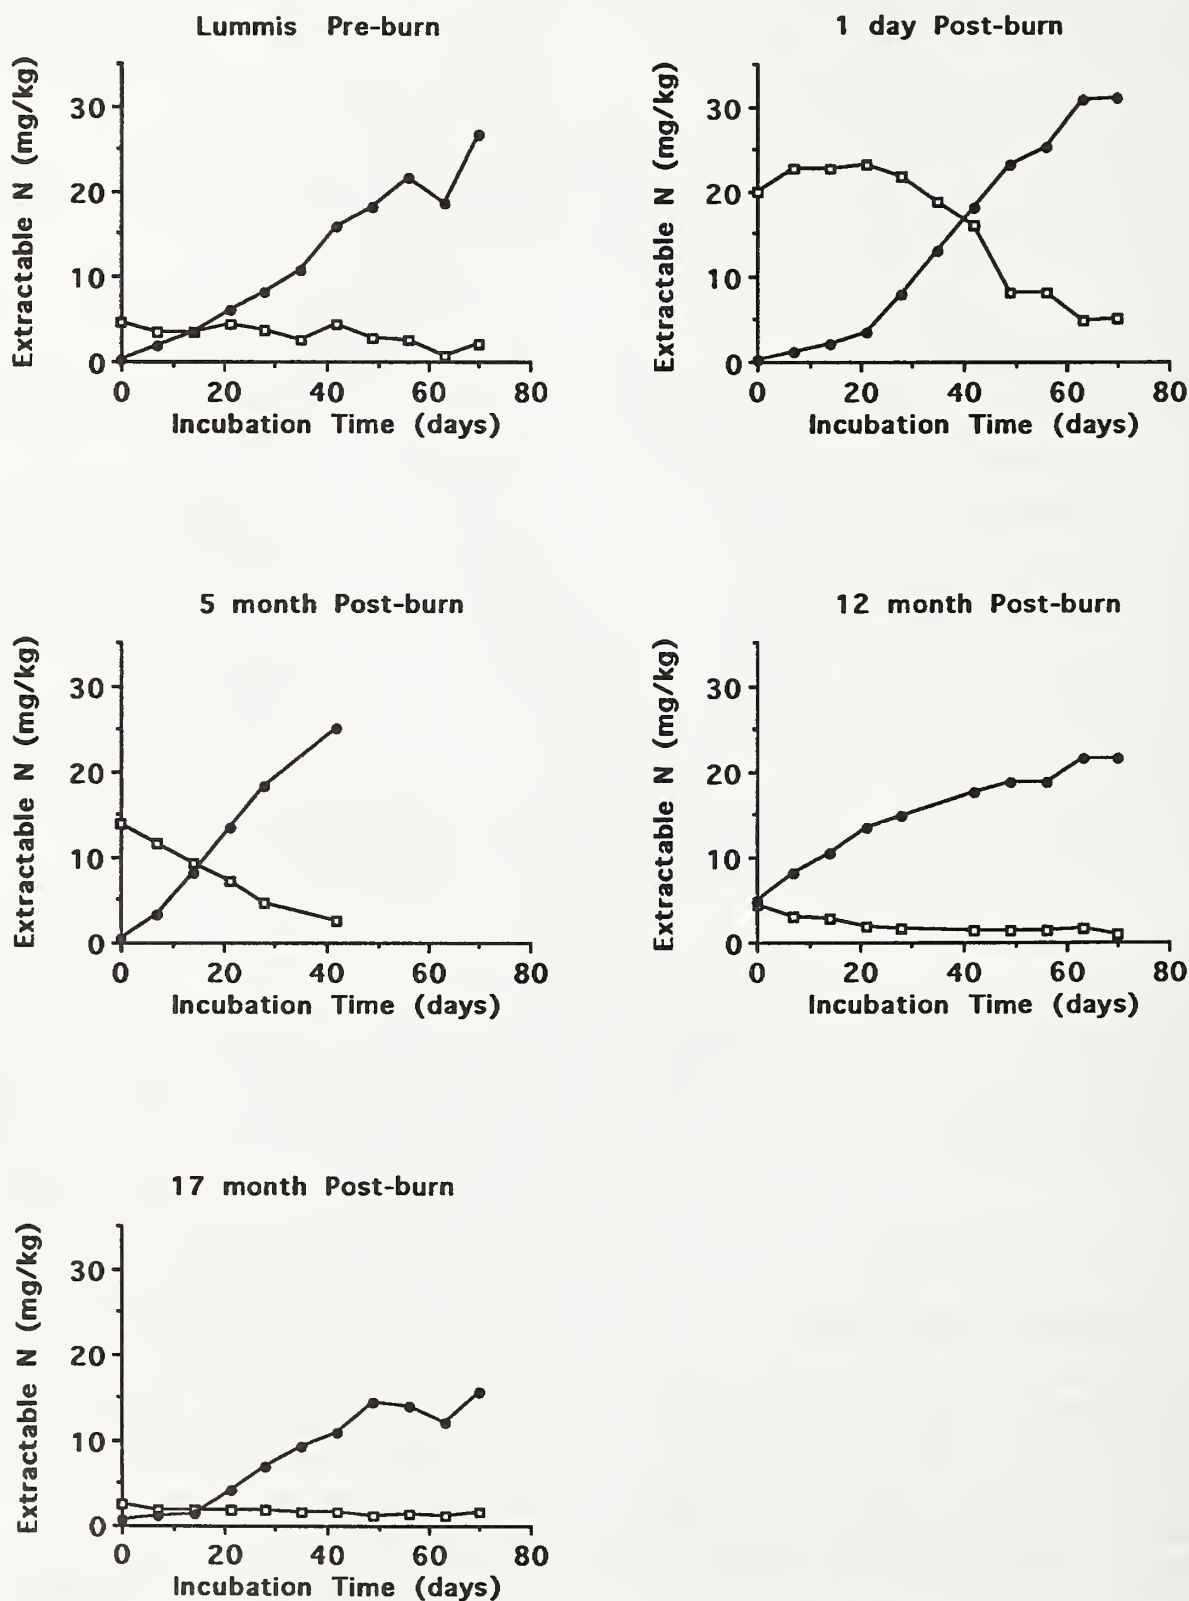 Lummis Pre-burn
Extractable N (mg/kg)
30
20
10
0
0 20 40 60 80
Incubation Time (days)
1 day Post-burn
Extractable N (mg/kg)
30
20
10
0
0 20 40 60 80
Incubation Time (days)
5 month Post-burn
Extractable N (mg/kg)
30
20
10
0
0 20 40 60 80
Incubation Time (days)
12 month Post-burn
Extractable N (mg/kg)
30
20
10
0
0 20 40 60 80
Incubation Time (days)
17 month Post-burn
Extractable N (mg/kg)
30
20
10
0
0 20 40 60 80
Incubation Time (days)